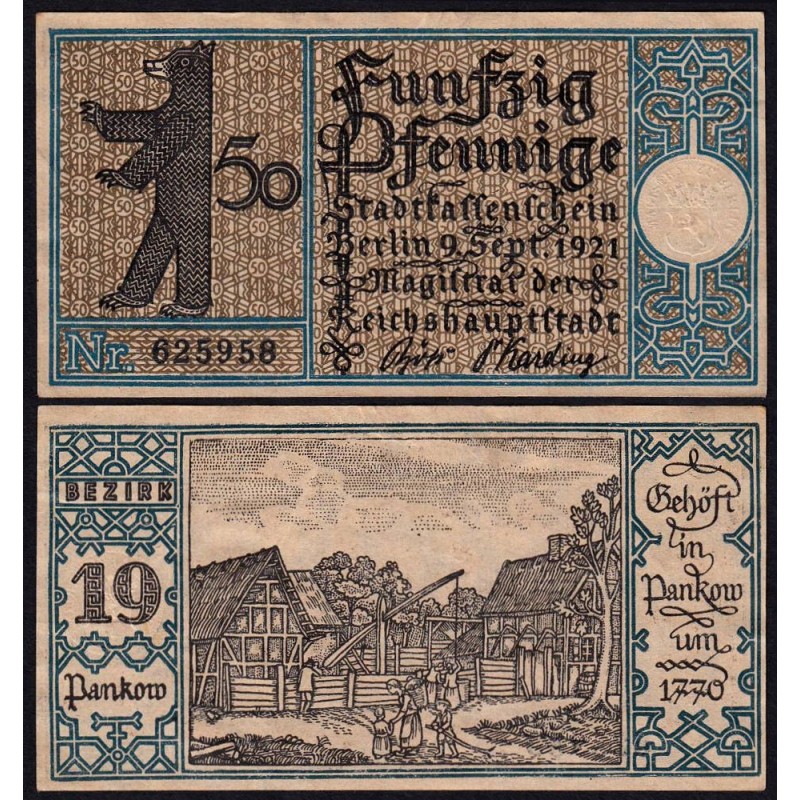 50
Funfzig
Pfennige
Stadtkassenschein
Berlin 9. Sept. 1921
Magistrat der
Reichshauptstadt
Nr. 625958
BEZIRK
19
Pankow
Gehöft
in
Pankow
um
1770